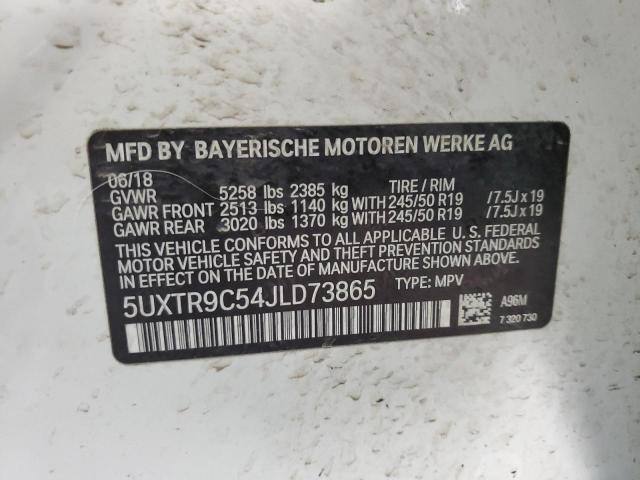 MFD BY BAYERISCHE MOTOREN WERKE AG
06/18
GVWR 5258 lbs 2385 kg TIRE / RIM
GAWR FRONT 2513 lbs 1140 kg WITH 245/50 R19 /7.5J x 19
GAWR REAR 3020 lbs 1370 kg WITH 245/50 R19 /7.5J x 19
THIS VEHICLE CONFORMS TO ALL APPLICABLE U. S. FEDERAL
MOTOR VEHICLE SAFETY AND THEFT PREVENTION STANDARDS
IN EFFECT ON THE DATE OF MANUFACTURE SHOWN ABOVE.
5UXTR9C54JLD73865 TYPE: MPV
A96M
7 320 730